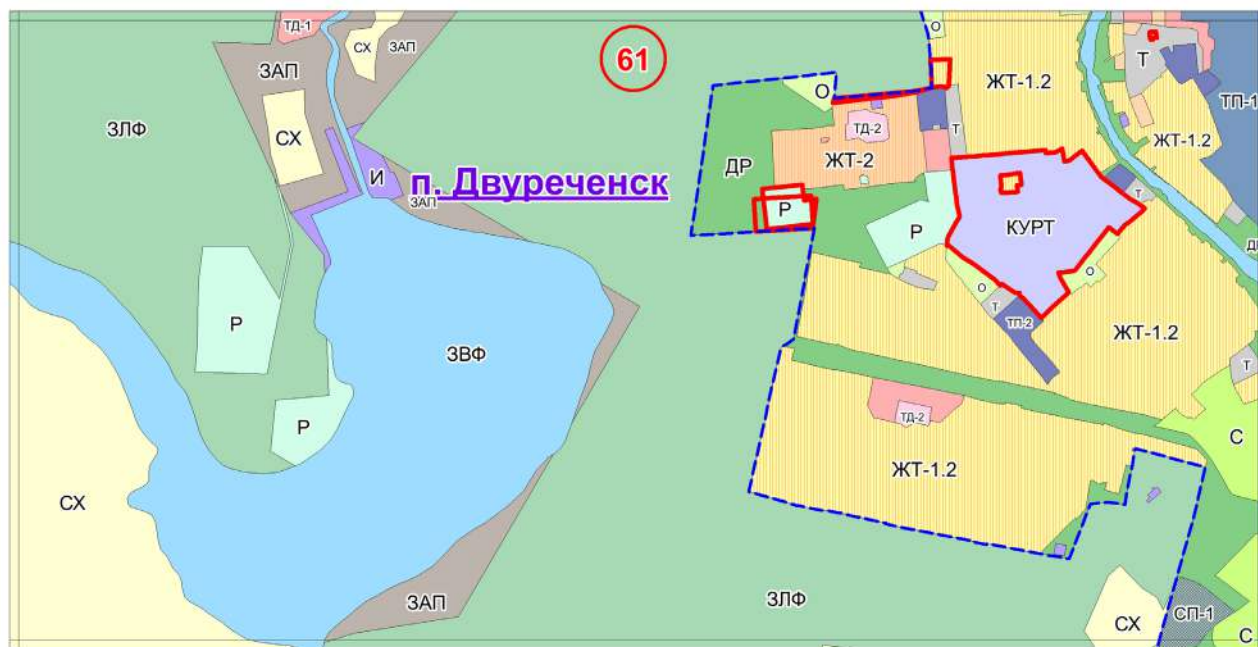 ТД-1
О
СХ
ЗАП
61
ЗАП
ЖТ-1.2
Т
ТП-1
О
ЗЛФ
СХ
ТД-2
Т
ЖТ-1.2
ДР
ЖТ-2
И
п. Двуреченск
Т
ЗАП
Р
КУРТ
Р
О
О
Т
Р
ТП-2
ЖТ-1.2
ЗВФ
Т
ТД-2
Р
С
ЖТ-1.2
СХ
ЗАП
ЗЛФ
СХ
СП-1
С